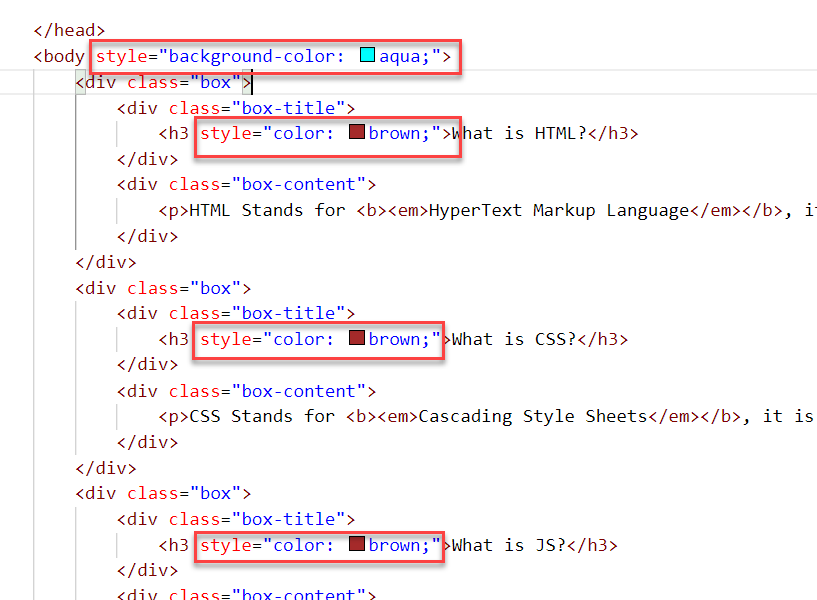 </head>
<body style="background-color: aqua;">
<div class="box">
<div class="box-title">
<h3 style="color: brown;">What is HTML?</h3>
</div>
<div class="box-content">
<p>HTML Stands for <b><em>HyperText Markup Language</em></b>, it
</div>
</div>
<div class="box">
<div class="box-title">
<h3 style="color: brown;">What is CSS?</h3>
</div>
<div class="box-content">
<p>CSS Stands for <b><em>Cascading Style Sheets</em></b>, it is
</div>
</div>
<div class="box">
<div class="box-title">
<h3 style="color: brown;">What is JS?</h3>
</div>
<div class="box-content">